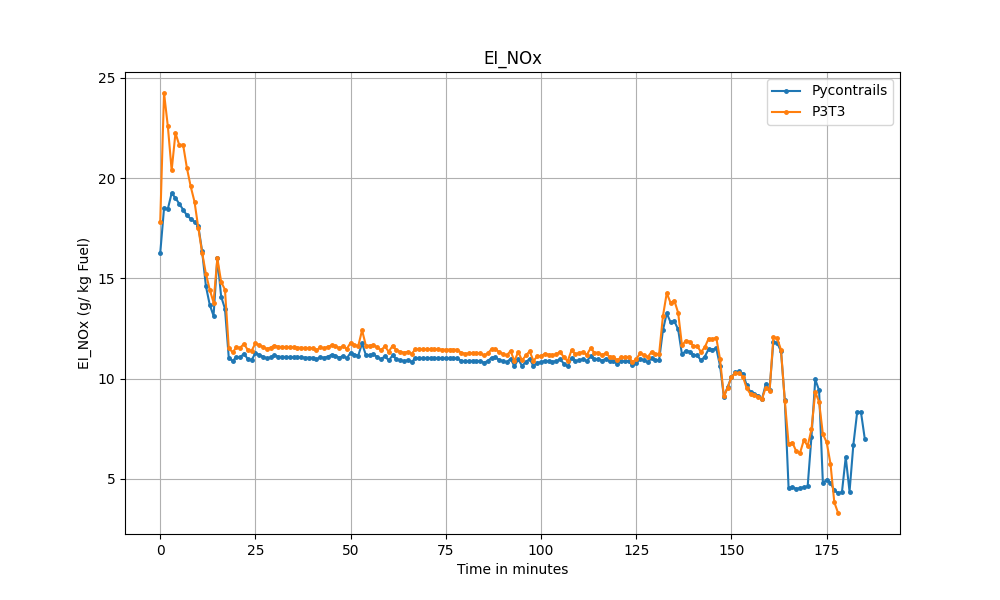 EI_NOx
25
20
15
10
5
EI_NOx (g/ kg Fuel)
Pycontrails
P3T3
0 25 50 75 100 125 150 175
Time in minutes